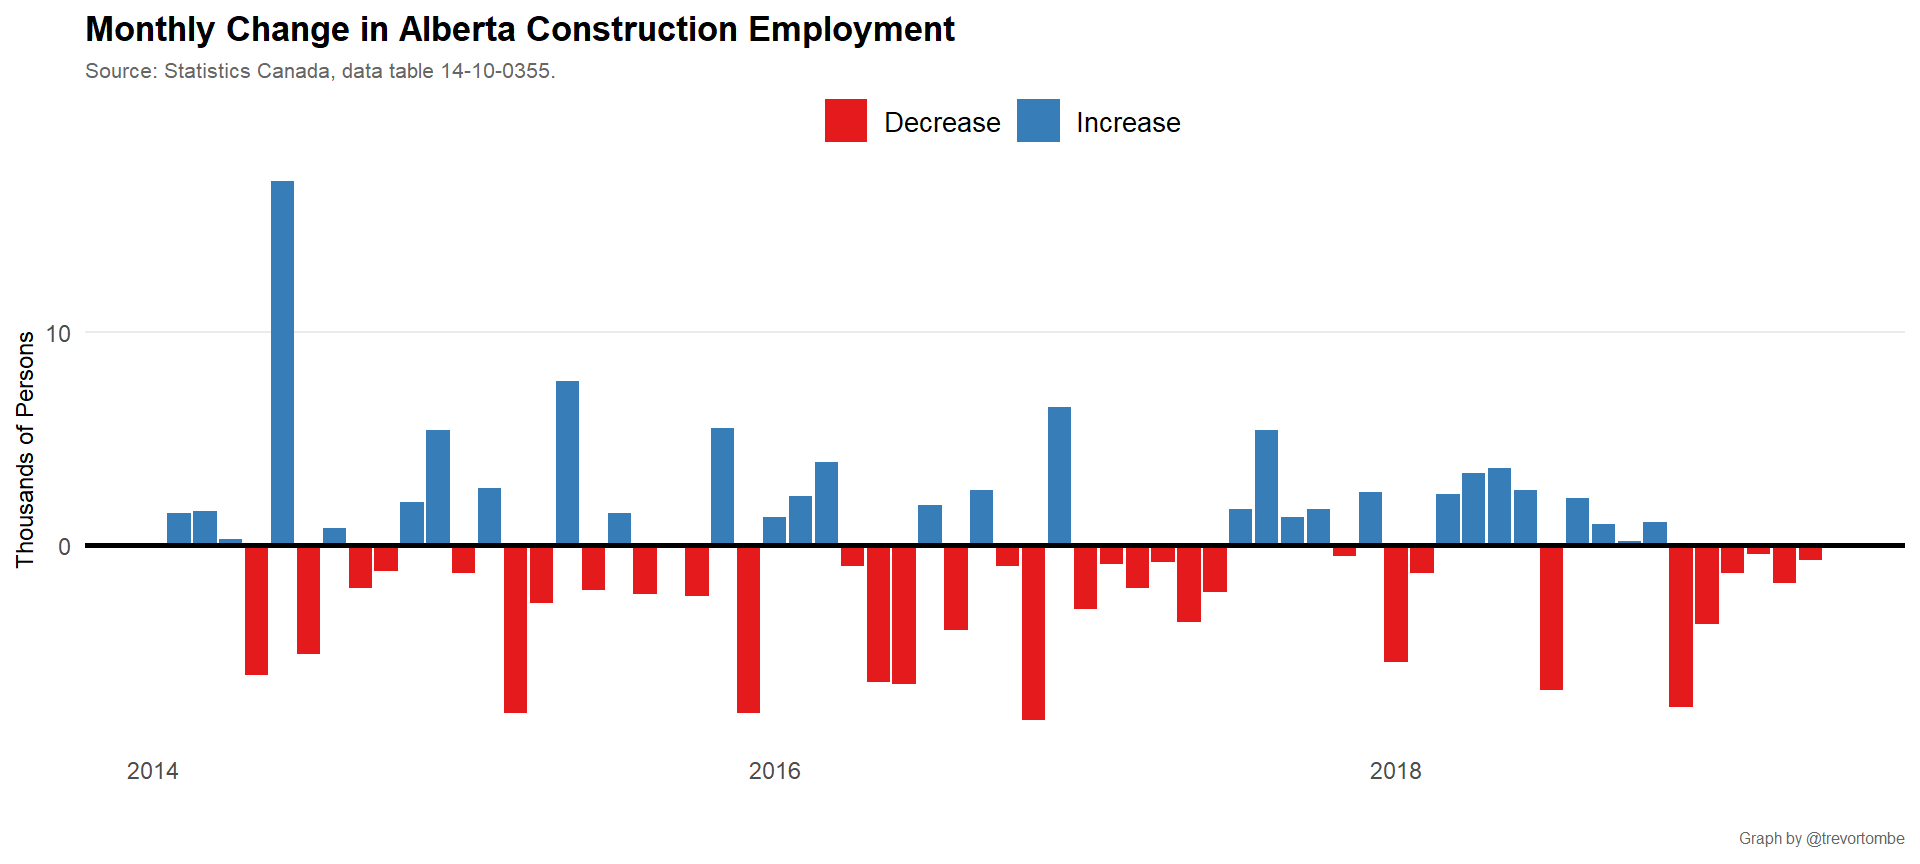 Monthly Change in Alberta Construction Employment
Source: Statistics Canada, data table 14-10-0355.
Decrease
Increase
Thousands of Persons
10
0
2014
2016
2018
Graph by @trevortombe